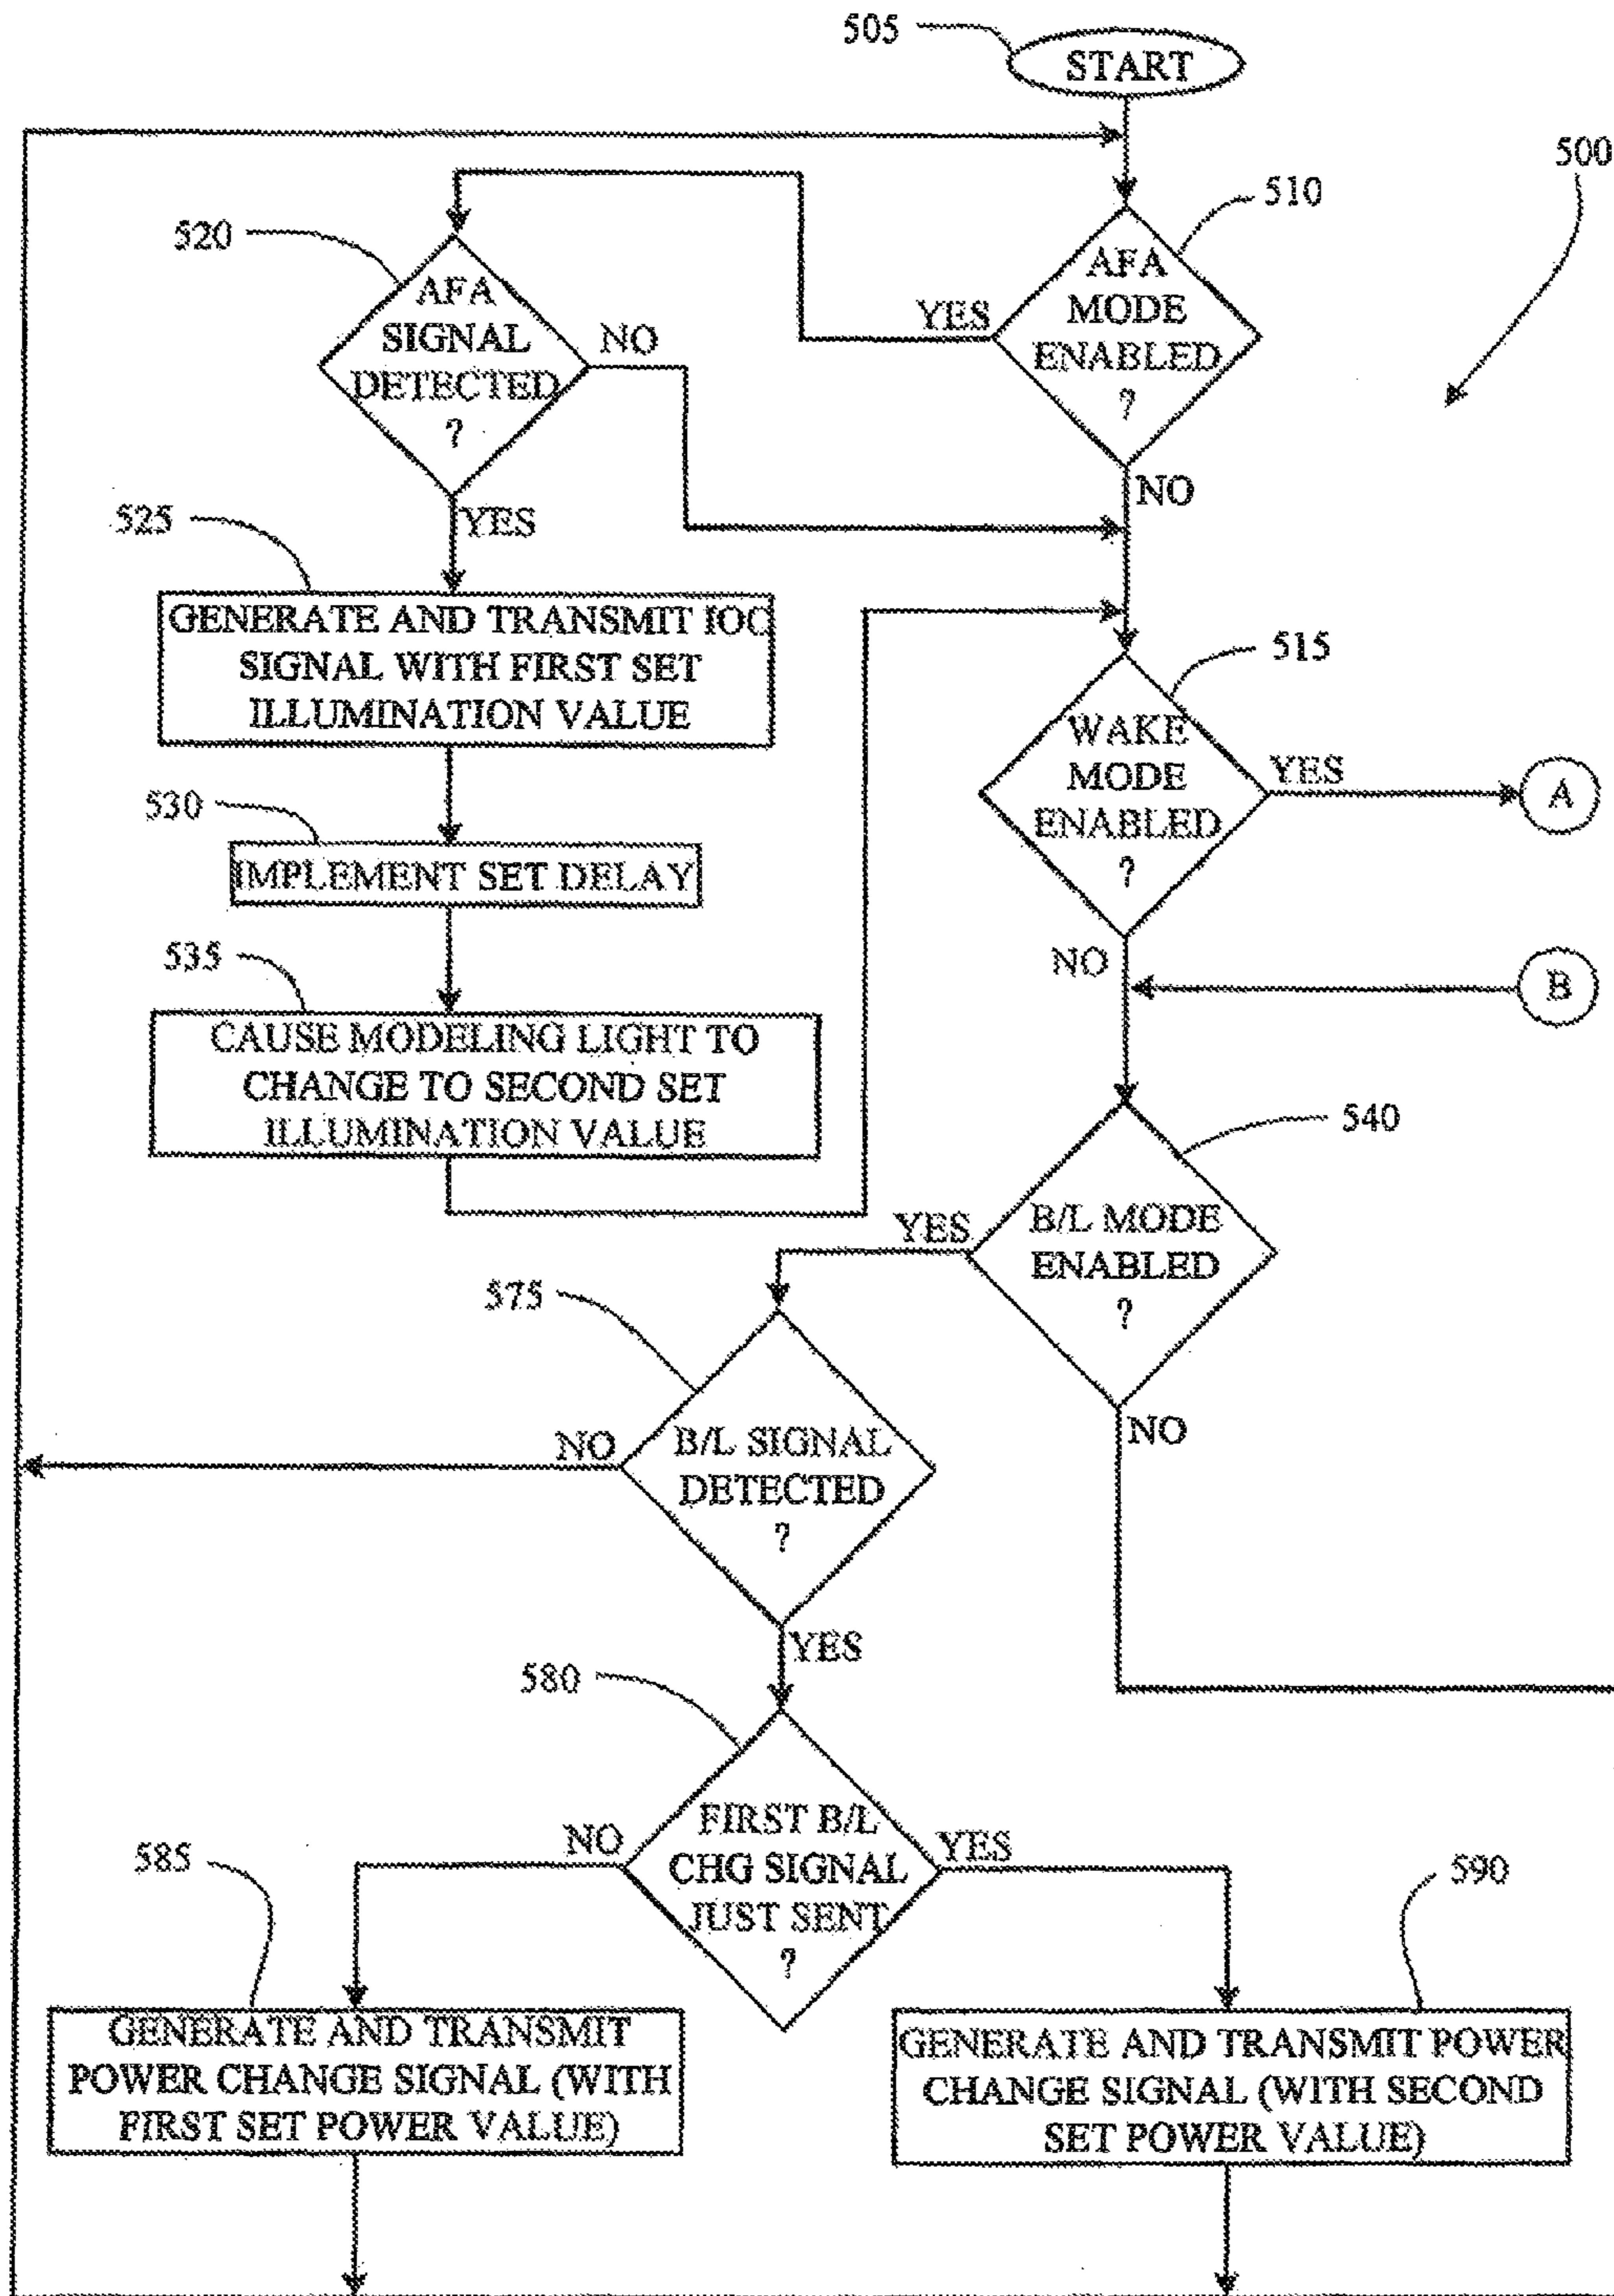 505
START
500
510
AFA
MODE
ENABLED
?
YES
NO
520
AFA
SIGNAL
DETECTED
?
NO
YES
525
GENERATE AND TRANSMIT IOC
SIGNAL WITH FIRST SET
ILLUMINATION VALUE
515
WAKE
MODE
ENABLED
?
YES
A
NO
B
530
IMPLEMENT SET DELAY
535
CAUSE MODELING LIGHT TO
CHANGE TO SECOND SET
ILLUMINATION VALUE
540
B/L MODE
ENABLED
?
YES
NO
575
B/L SIGNAL
DETECTED
?
NO
YES
580
FIRST B/L
CHG SIGNAL
JUST SENT
?
NO
YES
585
GENERATE AND TRANSMIT
POWER CHANGE SIGNAL (WITH
FIRST SET POWER VALUE)
590
GENERATE AND TRANSMIT POWER
CHANGE SIGNAL (WITH SECOND
SET POWER VALUE)